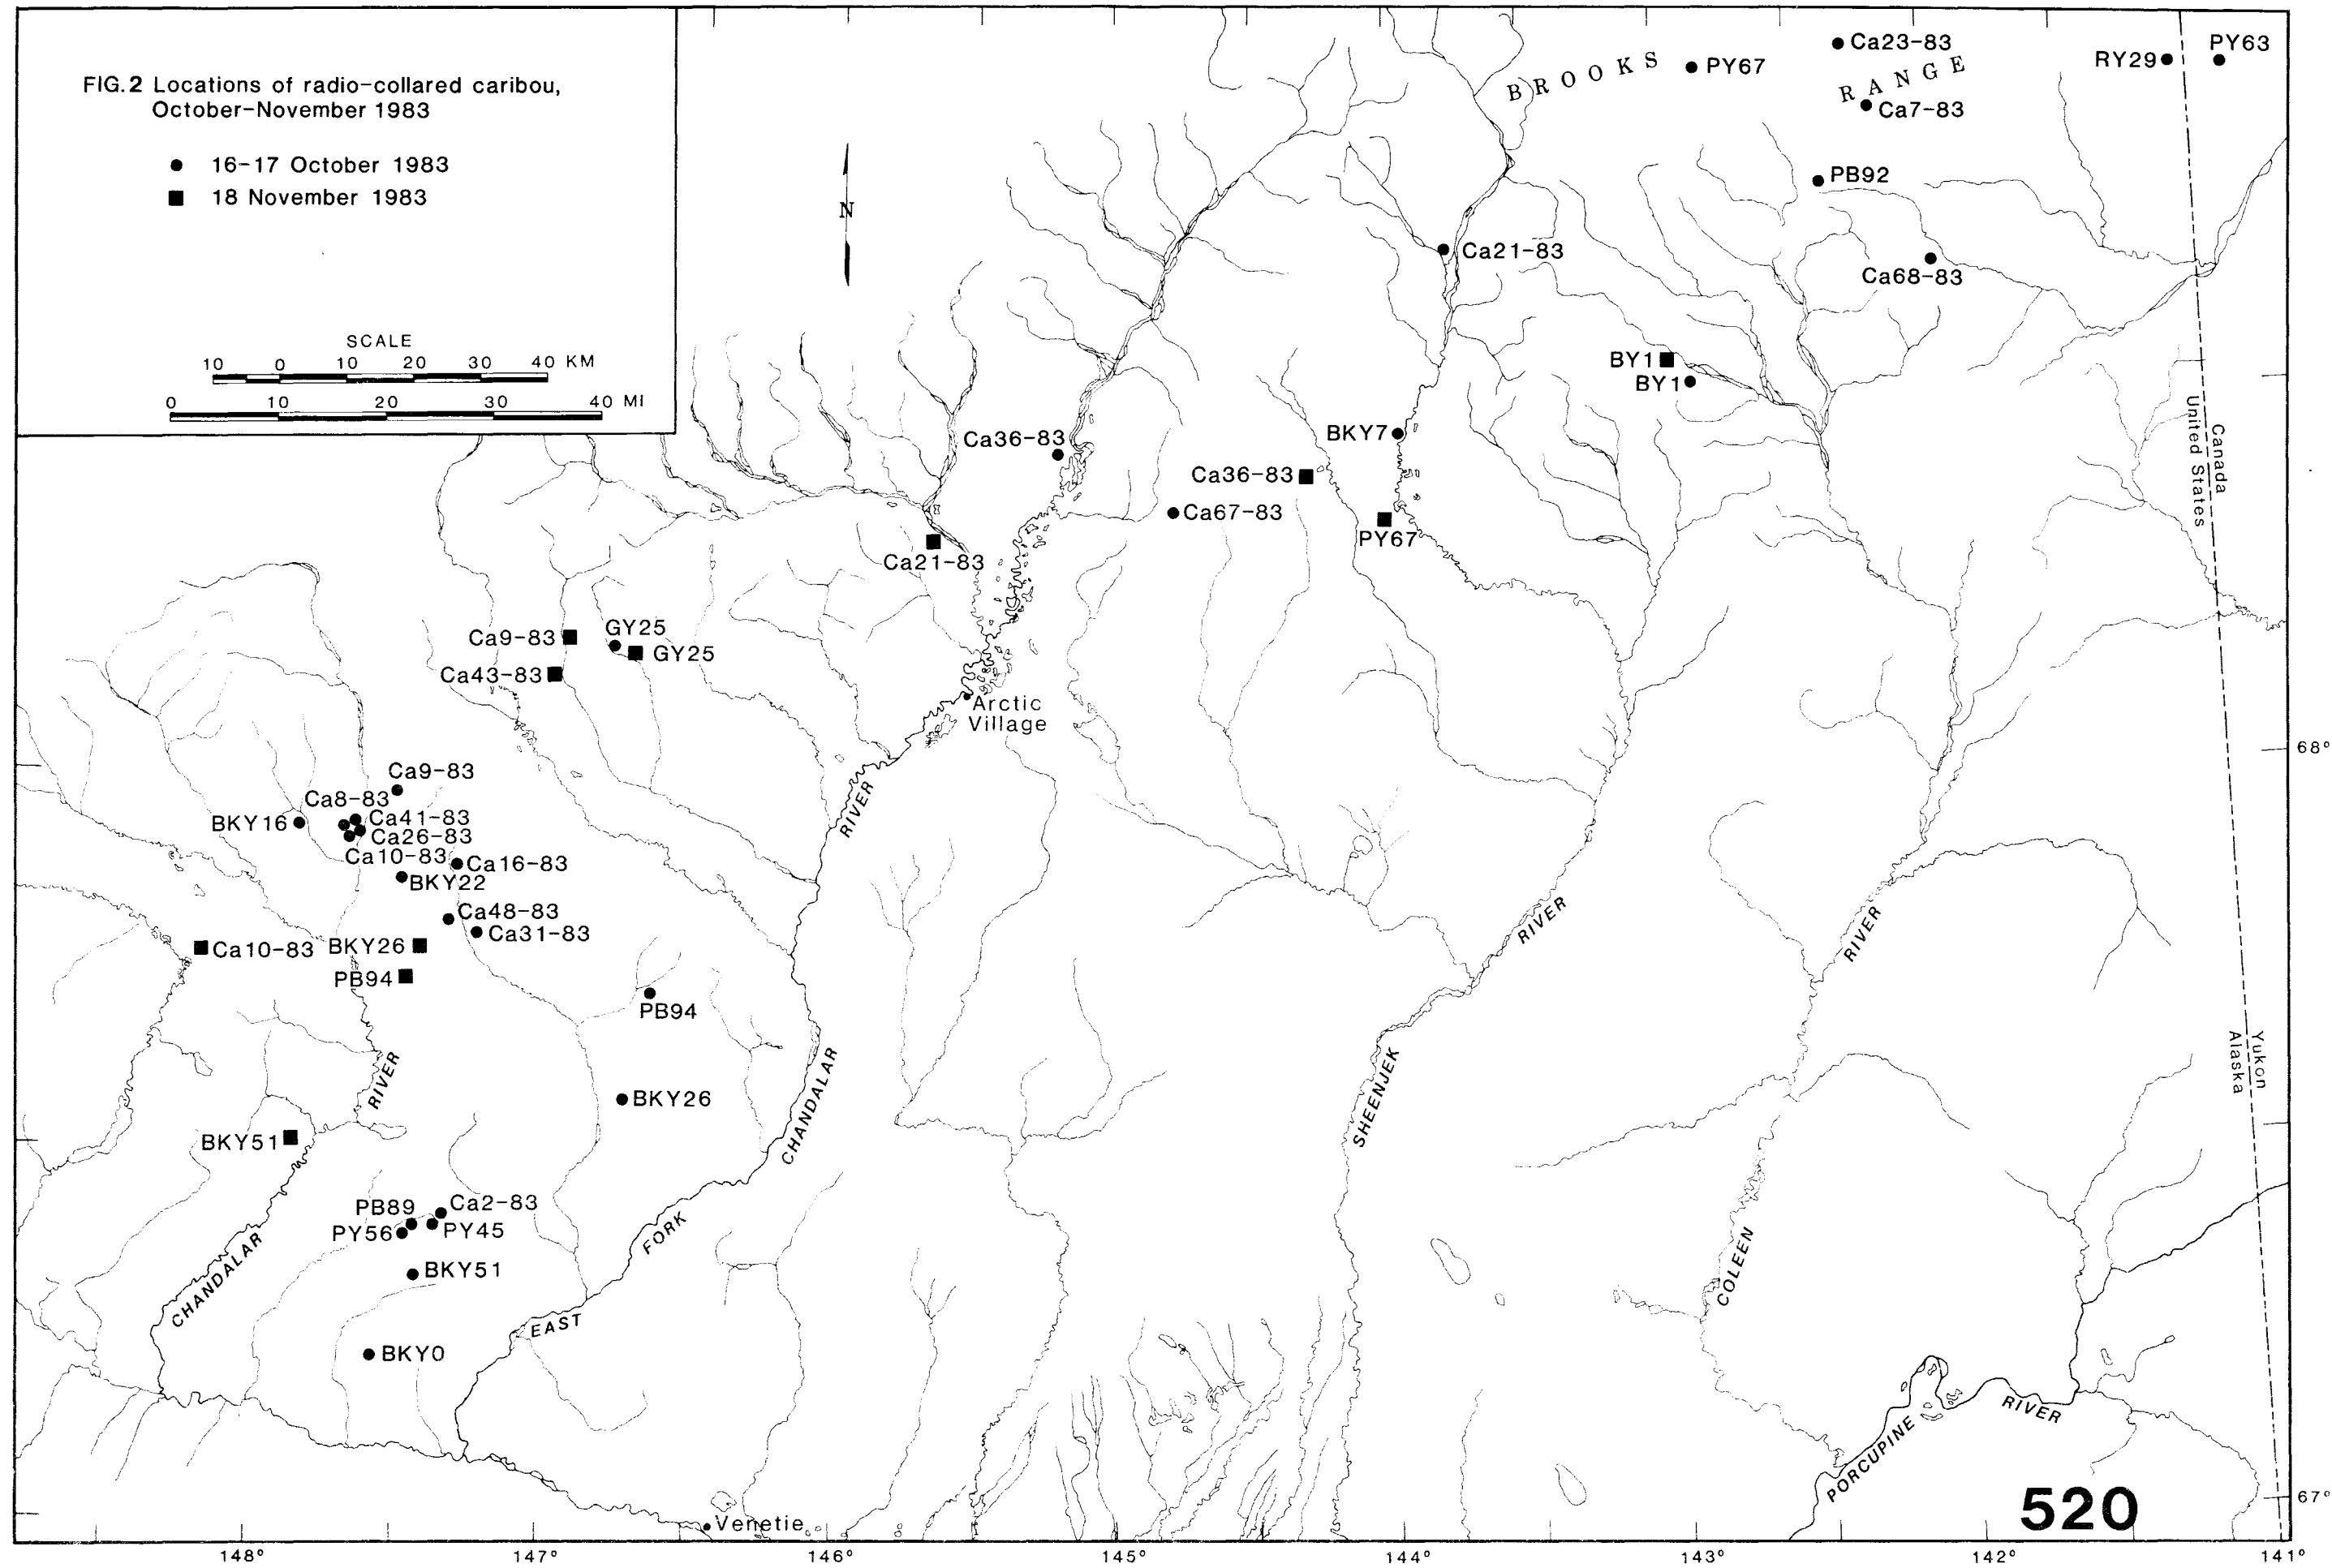 FIG.2 Locations of radio-collared caribou,
October-November 1983
16-17 October 1983
18 November 1983
SCALE
10 0 10 20 30 40 KM
0 10 20 30 40 MI
N
BROOKS
RANGE
PY67
Ca23-83
Ca7-83
RY29
PY63
PB92
Ca21-83
Ca68-83
BY1
BY1
Canada
United States
Ca36-83
BKY7
Ca36-83
Ca67-83
PY67
Ca21-83
Ca9-83
GY25
GY25
Ca43-83
Arctic
Village
68°
Ca9-83
Ca8-83
BKY16
Ca41-83
Ca26-83
Ca10-83
Ca16-83
BKY22
Ca48-83
Ca31-83
Ca10-83
BKY26
PB94
PB94
BKY26
BKY51
RIVER
RIVER
CHANDALAR
RIVER
SHEENJEK
RIVER
COLEEN
Yukon
Alaska
PB89
Ca2-83
PY56
PY45
BKY51
BKY0
CHANDALAR
EAST
FORK
PORCUPINE
RIVER
Venetie
520
67°
148° 147° 146° 145° 144° 143° 142° 141°